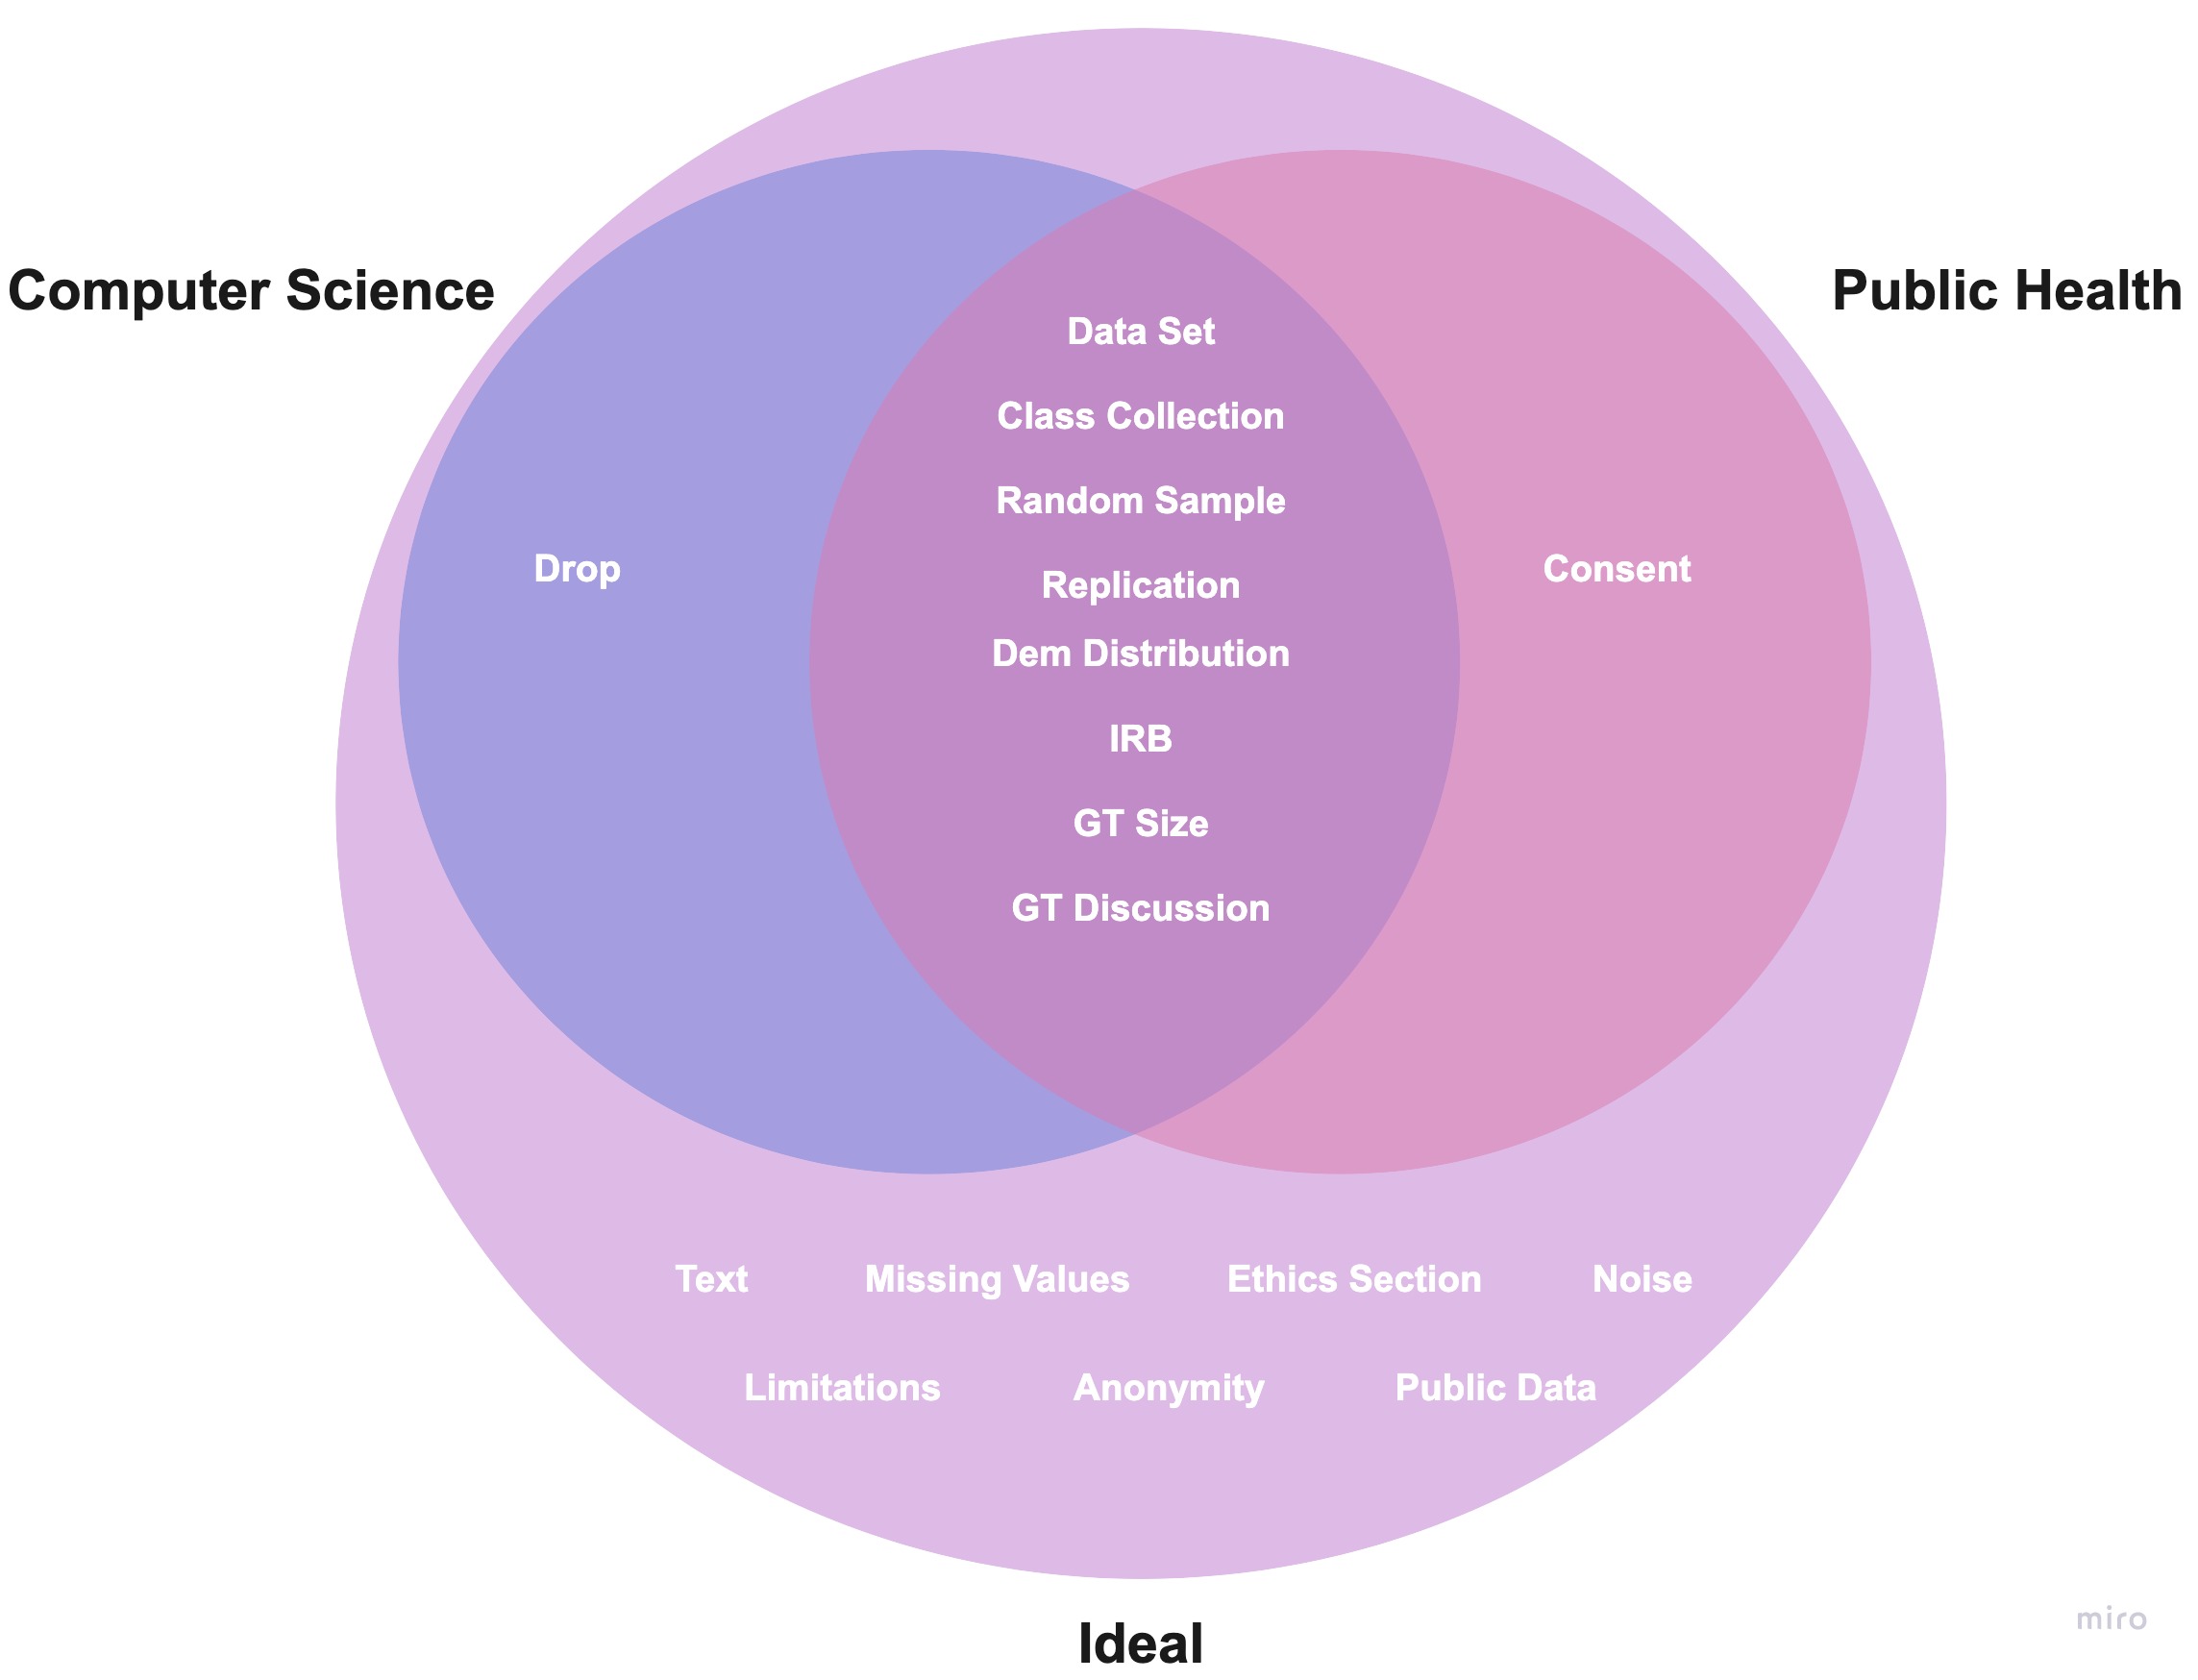 Computer Science
Public Health
Data Set
Class Collection
Random Sample
Drop
Consent
Replication
Dem Distribution
IRB
GT Size
GT Discussion
Text
Missing Values
Ethics Section
Noise
Limitations
Anonymity
Public Data
Ideal
miro